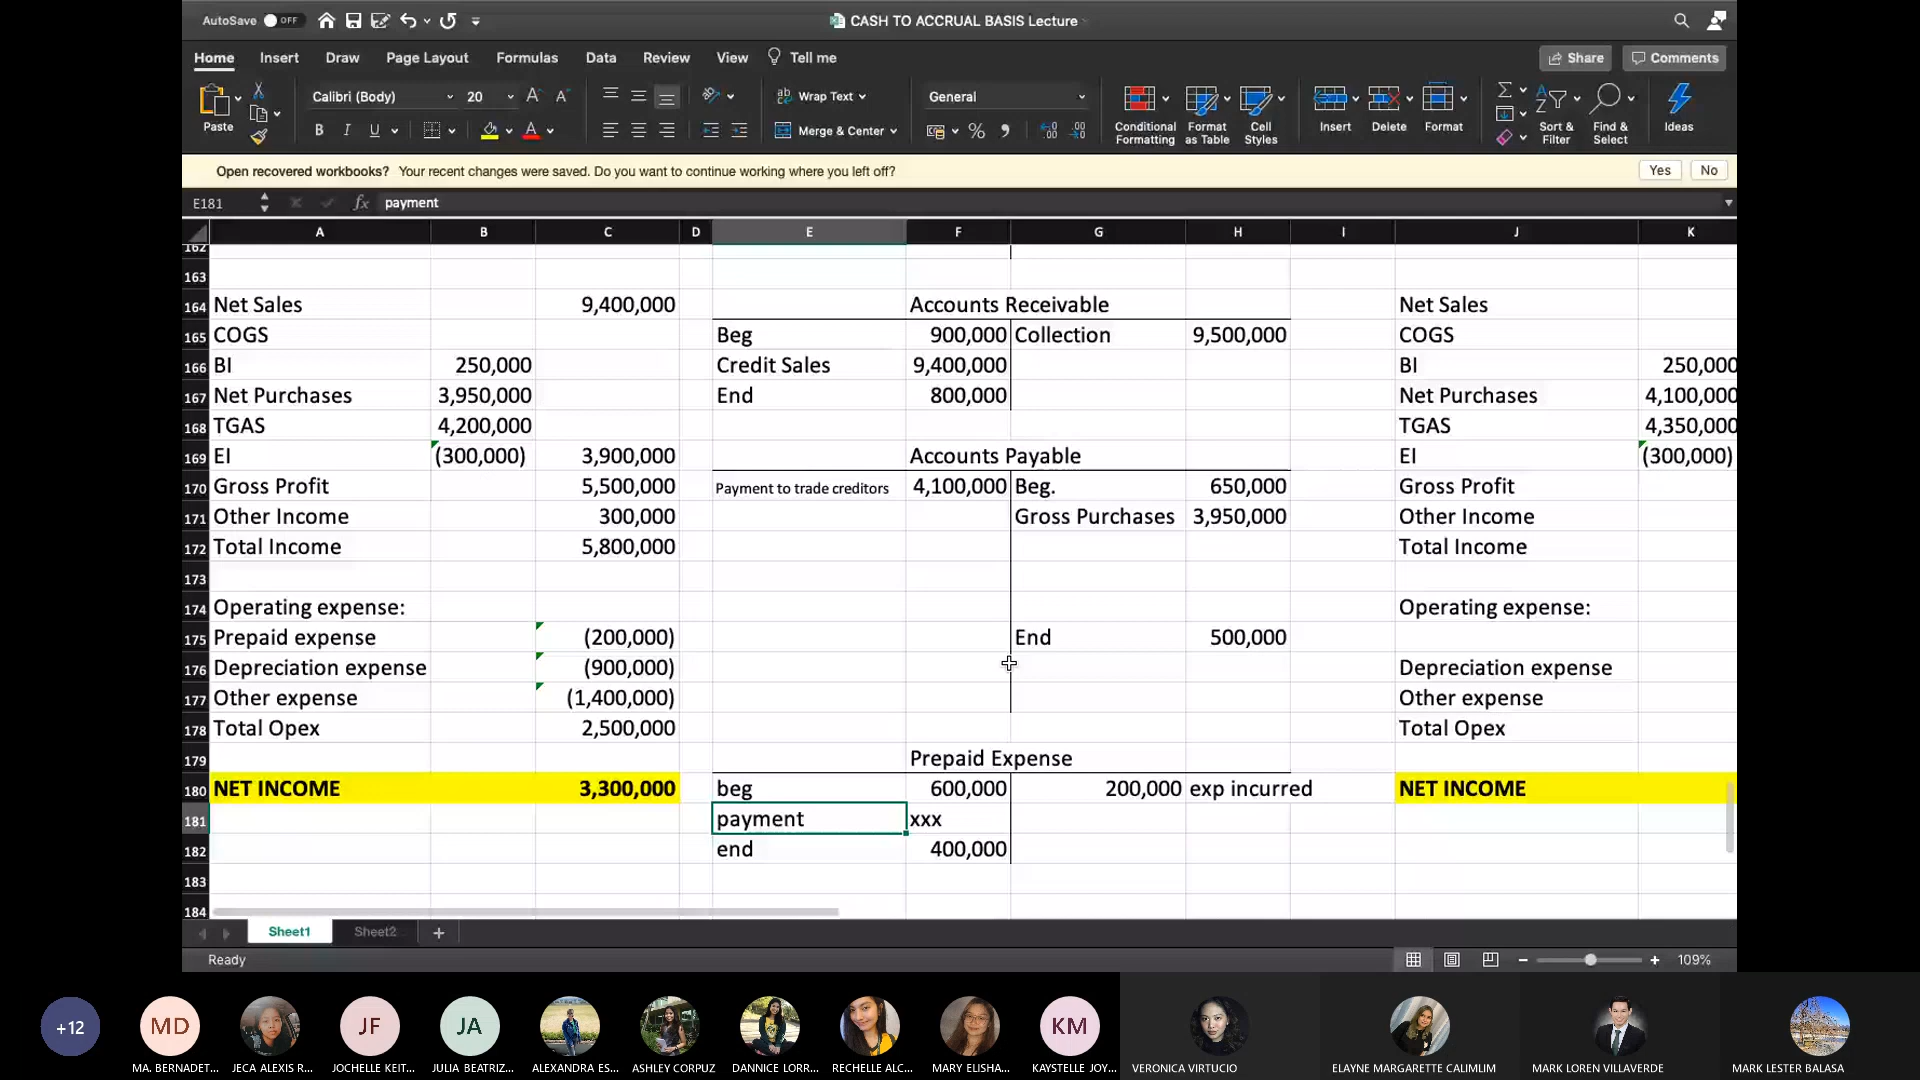 AutoSave OFF CASH TO ACCRUAL BASIS Lecture
Home Insert Draw Page Layout Formulas Data Review View Tell me Share Comments
Paste Calibri (Body) 20 Wrap Text General
B I U Merge & Center
Conditional Formatting Format as Table Cell Styles Insert Delete Format Sort & Filter Find & Select Ideas
Open recovered workbooks? Your recent changes were saved. Do you want to continue working where you left off? Yes No
E181 fx payment
A B C D E F G H I J K
162
163
164 Net Sales 9,400,000 Accounts Receivable Net Sales
165 COGS Beg 900,000 Collection 9,500,000 COGS
166 BI 250,000 Credit Sales 9,400,000 BI 250,000
167 Net Purchases 3,950,000 End 800,000 Net Purchases 4,100,000
168 TGAS 4,200,000 TGAS 4,350,000
169 EI (300,000) 3,900,000 Accounts Payable EI (300,000)
170 Gross Profit 5,500,000 Payment to trade creditors 4,100,000 Beg. 650,000 Gross Profit
171 Other Income 300,000 Gross Purchases 3,950,000 Other Income
172 Total Income 5,800,000 Total Income
173
174 Operating expense: Operating expense:
175 Prepaid expense (200,000) End 500,000
176 Depreciation expense (900,000) Depreciation expense
177 Other expense (1,400,000) Other expense
178 Total Opex 2,500,000 Total Opex
179 Prepaid Expense
180 NET INCOME 3,300,000 beg 600,000 200,000 exp incurred NET INCOME
181 payment xxx
182 end 400,000
183
184
Sheet1 Sheet2 +
Ready 109%
+12 MD JF JA KM
MA. BERNADET... JECA ALEXIS R... JOCHELLE KEIT... JULIA BEATRIZ... ALEXANDRA ES... ASHLEY CORPUZ DANNICE LORR... RECHELLE ALC... MARY ELISHA... KAYSTELLE JOY... VERONICA VIRTUCIO ELAYNE MARGARETTE CALIMLIM MARK LOREN VILLAVERDE MARK LESTER BALASA